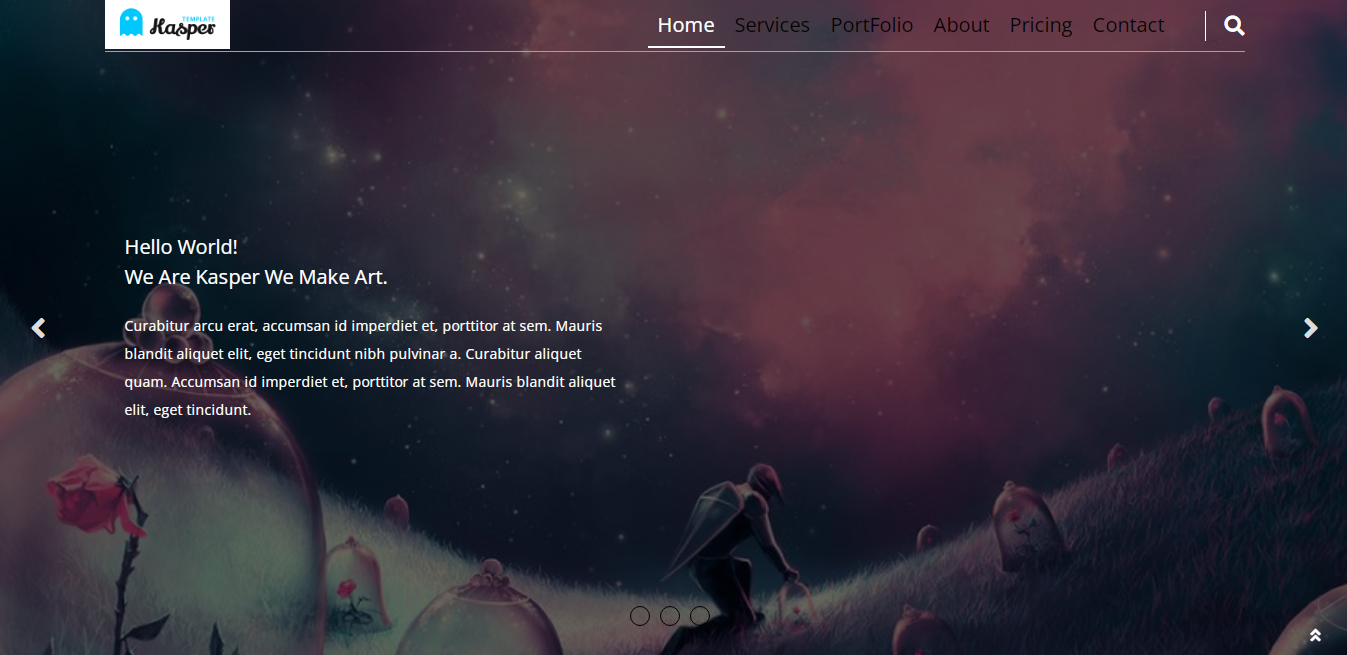 TEMPLATE
Kasper
Home Services PortFolio About Pricing Contact
Hello World!
We Are Kasper We Make Art.
Curabitur arcu erat, accumsan id imperdiet et, porttitor at sem. Mauris
blandit aliquet elit, eget tincidunt nibh pulvinar a. Curabitur aliquet
quam. Accumsan id imperdiet et, porttitor at sem. Mauris blandit aliquet
elit, eget tincidunt.